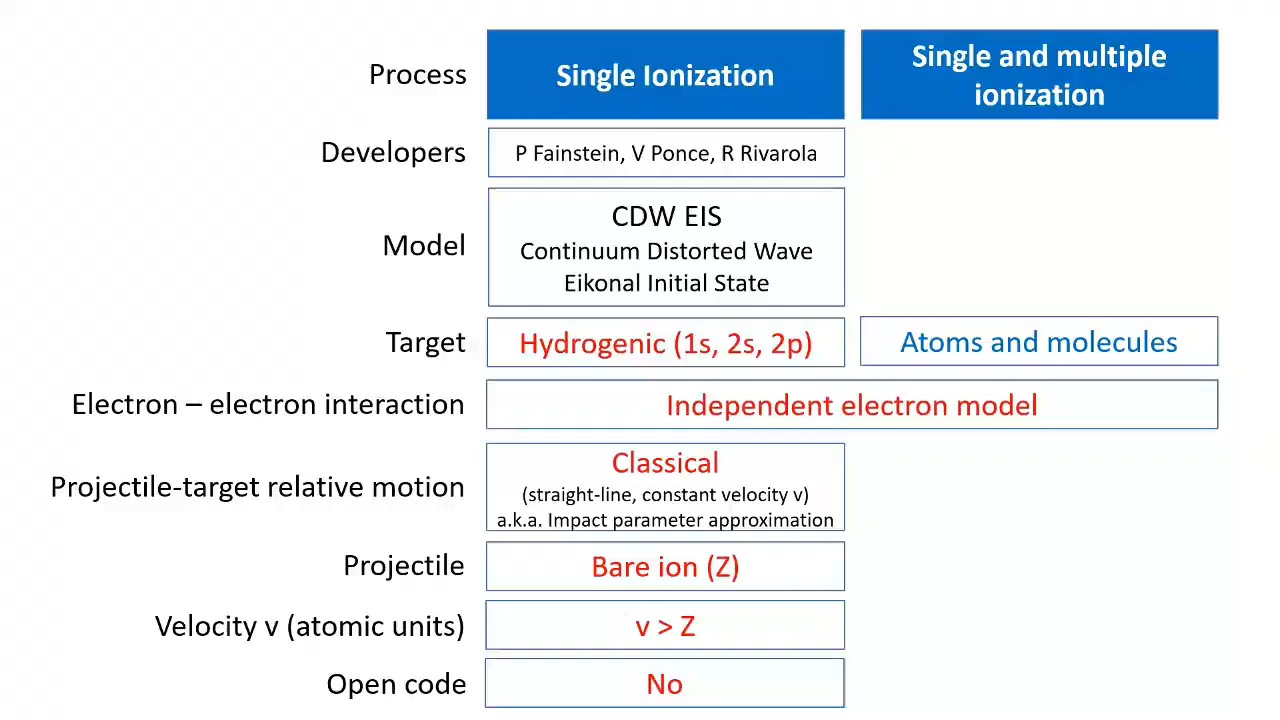 Process
Single Ionization
Single and multiple
ionization
Developers
P Fainstein, V Ponce, R Rivarola
Model
CDW EIS
Continuum Distorted Wave
Eikonal Initial State
Target
Hydrogenic (1s, 2s, 2p)
Atoms and molecules
Electron – electron interaction
Independent electron model
Projectile-target relative motion
Classical
(straight-line, constant velocity v)
a.k.a. Impact parameter approximation
Projectile
Bare ion (Z)
Velocity v (atomic units)
v > Z
Open code
No